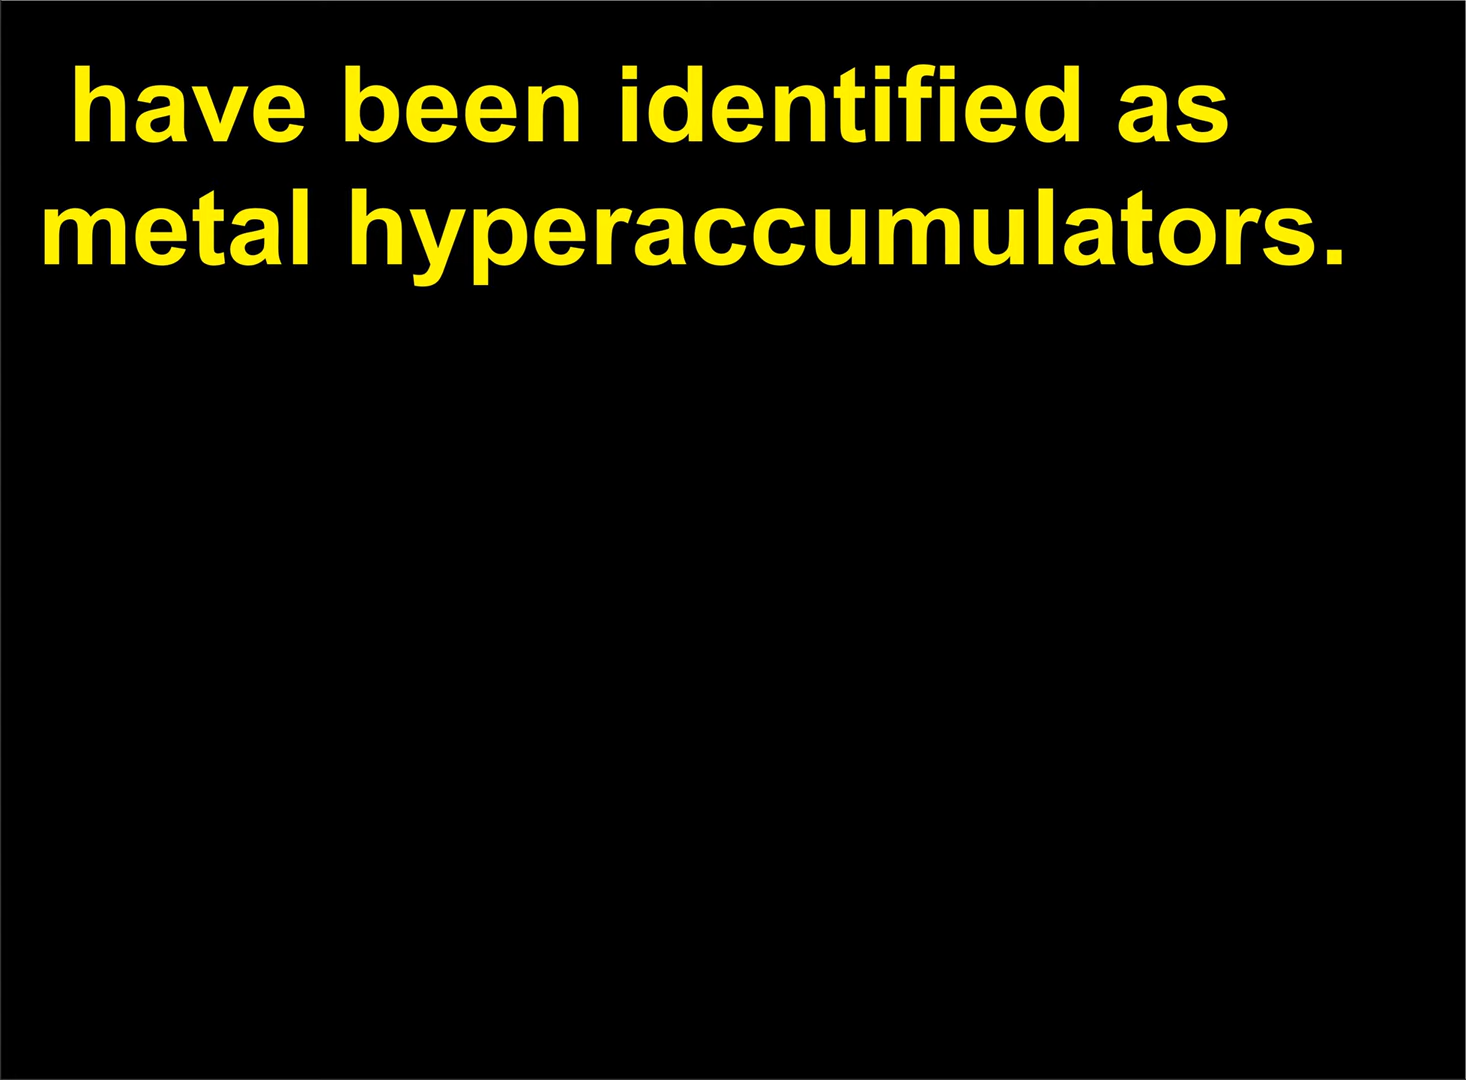 have been identified as
metal hyperaccumulators.